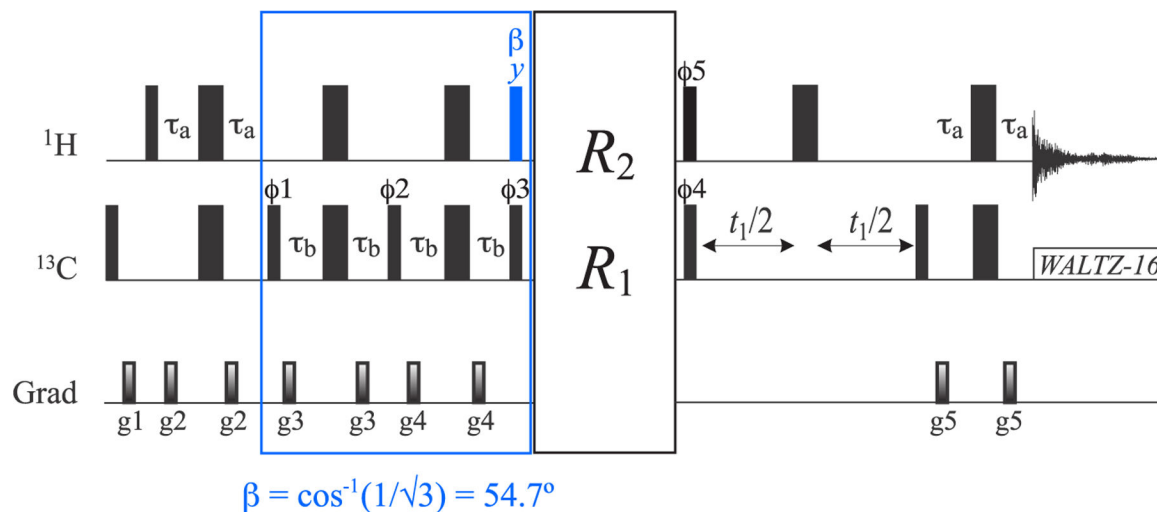 β
y
ϕ5
¹H
τa τa
τa τa
R₂
ϕ1 ϕ2 ϕ3
ϕ4
¹³C
τb τb τb τb
R₁
t₁/2 t₁/2
WALTZ-16
Grad
g1 g2 g2 g3 g3 g4 g4
g5 g5
β = cos⁻¹(1/√3) = 54.7º